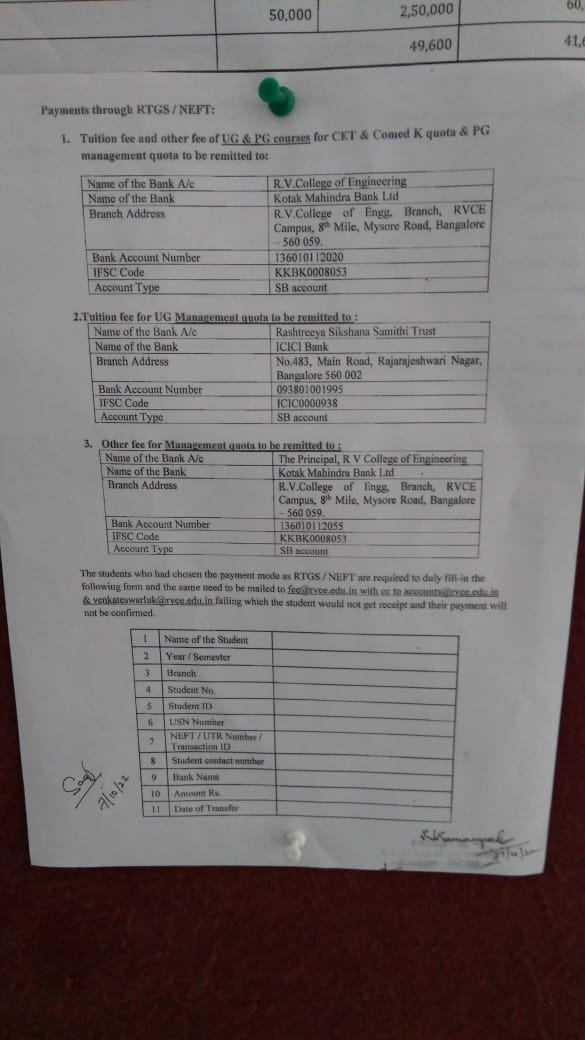 50,000 2,50,000 60,
49,600 41,6
Payments through RTGS / NEFT:
1. Tuition fee and other fee of UG & PG courses for CET & Comed K quota & PG
management quota to be remitted to:
Name of the Bank A/c R.V.College of Engineering
Name of the Bank Kotak Mahindra Bank Ltd
Branch Address R.V.College of Engg. Branch, RVCE
Campus, 8th Mile, Mysore Road, Bangalore
– 560 059.
Bank Account Number 136010112020
IFSC Code KKBK0008053
Account Type SB account
2.Tuition fee for UG Management quota to be remitted to :
Name of the Bank A/c Rashtreeya Sikshana Samithi Trust
Name of the Bank ICICI Bank
Branch Address No.483, Main Road, Rajarajeshwari Nagar,
Bangalore 560 002
Bank Account Number 093801001995
IFSC Code ICIC0000938
Account Type SB account
3. Other fee for Management quota to be remitted to :
Name of the Bank A/c The Principal, R V College of Engineering
Name of the Bank Kotak Mahindra Bank Ltd
Branch Address R.V.College of Engg. Branch, RVCE
Campus, 8th Mile, Mysore Road, Bangalore
– 560 059.
Bank Account Number 136010112055
IFSC Code KKBK0008053
Account Type SB account
The students who had chosen the payment mode as RTGS / NEFT are required to duly fill-in the
following form and the same need to be mailed to fee@rvce.edu.in with cc to accounts@rvce.edu.in
& venkateswarluk@rvce.edu.in failing which the student would not get receipt and their payment will
not be confirmed.
1 Name of the Student
2 Year / Semester
3 Branch
4 Student No.
5 Student ID
6 USN Number
7 NEFT / UTR Number /
Transaction ID
8 Student contact number
9 Bank Name
10 Amount Rs.
11 Date of Transfer
7/10/22